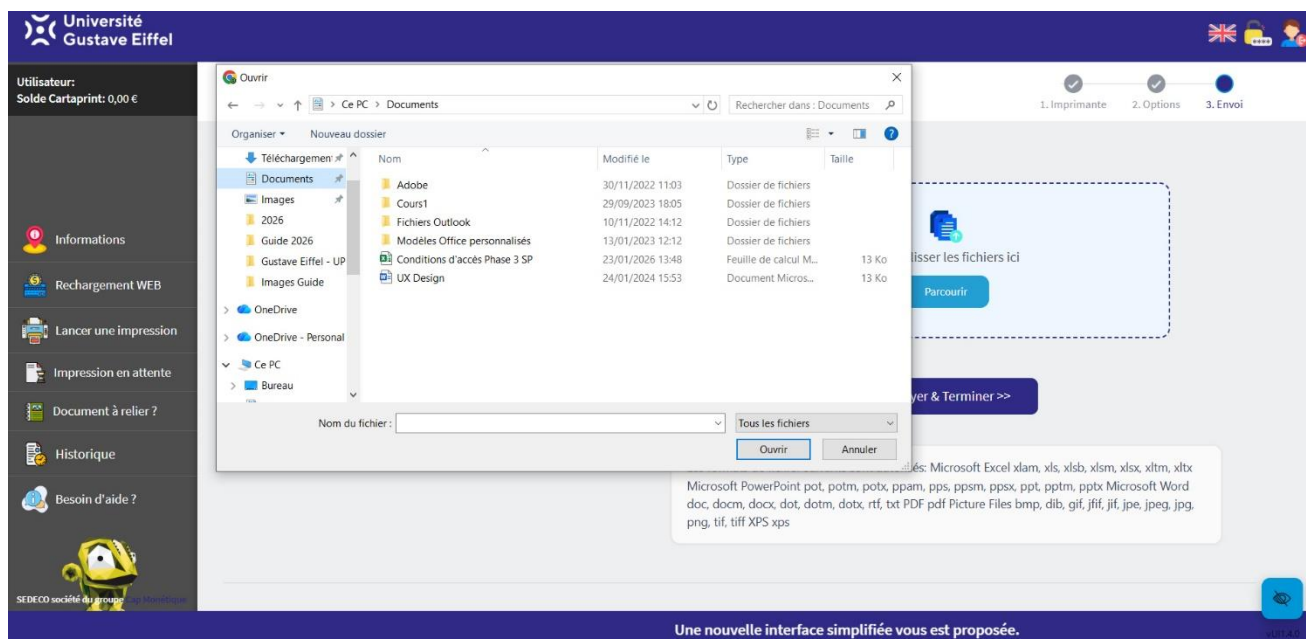 Université
Gustave Eiffel
Utilisateur:
Solde Cartaprint: 0,00 €
Informations
Rechargement WEB
Lancer une impression
Impression en attente
Document à relier ?
Historique
Besoin d'aide ?
SEDECO société du groupe Cap Monétique
Ouvrir
Ce PC > Documents
Rechercher dans : Documents
Organiser
Nouveau dossier
Téléchargemen
Documents
Images
2026
Guide 2026
Gustave Eiffel - UP
Images Guide
OneDrive
OneDrive - Personal
Ce PC
Bureau
Nom Modifié le Type Taille
Adobe 30/11/2022 11:03 Dossier de fichiers
Cours1 29/09/2023 18:05 Dossier de fichiers
Fichiers Outlook 10/11/2022 14:12 Dossier de fichiers
Modèles Office personnalisés 13/01/2023 12:12 Dossier de fichiers
Conditions d'accès Phase 3 SP 23/01/2026 13:48 Feuille de calcul M... 13 Ko
UX Design 24/01/2024 15:53 Document Micros... 13 Ko
Nom du fichier :
Tous les fichiers
Ouvrir
Annuler
1. Imprimante
2. Options
3. Envoi
lisser les fichiers ici
Parcourir
yer & Terminer >>
és: Microsoft Excel xlam, xls, xlsb, xlsm, xlsx, xltm, xltx
Microsoft PowerPoint pot, potm, potx, ppam, pps, ppsm, ppsx, ppt, pptm, pptx Microsoft Word
doc, docm, docx, dot, dotm, dotx, rtf, txt PDF pdf Picture Files bmp, dib, gif, jfif, jif, jpe, jpeg, jpg,
png, tif, tiff XPS xps
Une nouvelle interface simplifiée vous est proposée.